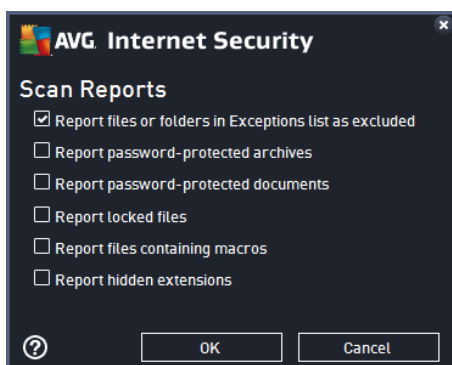 AVG. Internet Security
Scan Reports
Report files or folders in Exceptions list as excluded
Report password-protected archives
Report password-protected documents
Report locked files
Report files containing macros
Report hidden extensions
? OK Cancel